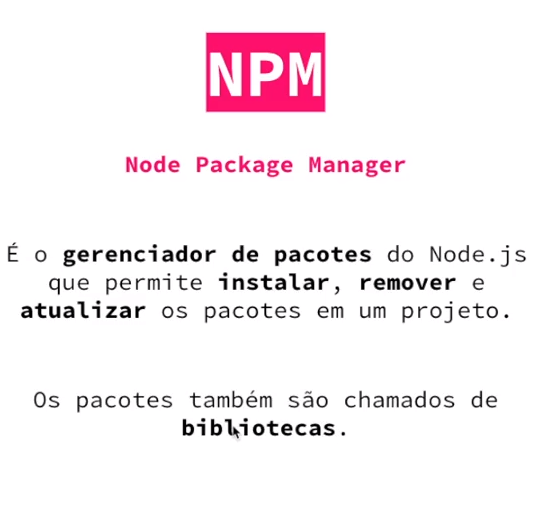 NPM
Node Package Manager
É o gerenciador de pacotes do Node.js
que permite instalar, remover e
atualizar os pacotes em um projeto.
Os pacotes também são chamados de
bibliotecas.